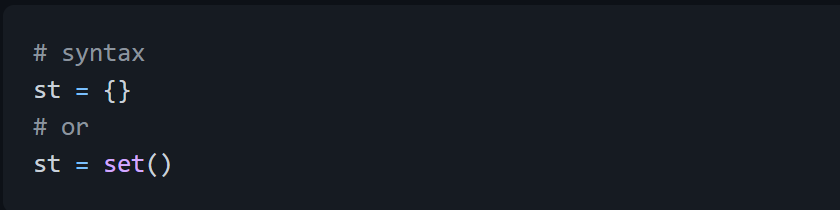 # syntax
st = {}
# or
st = set()